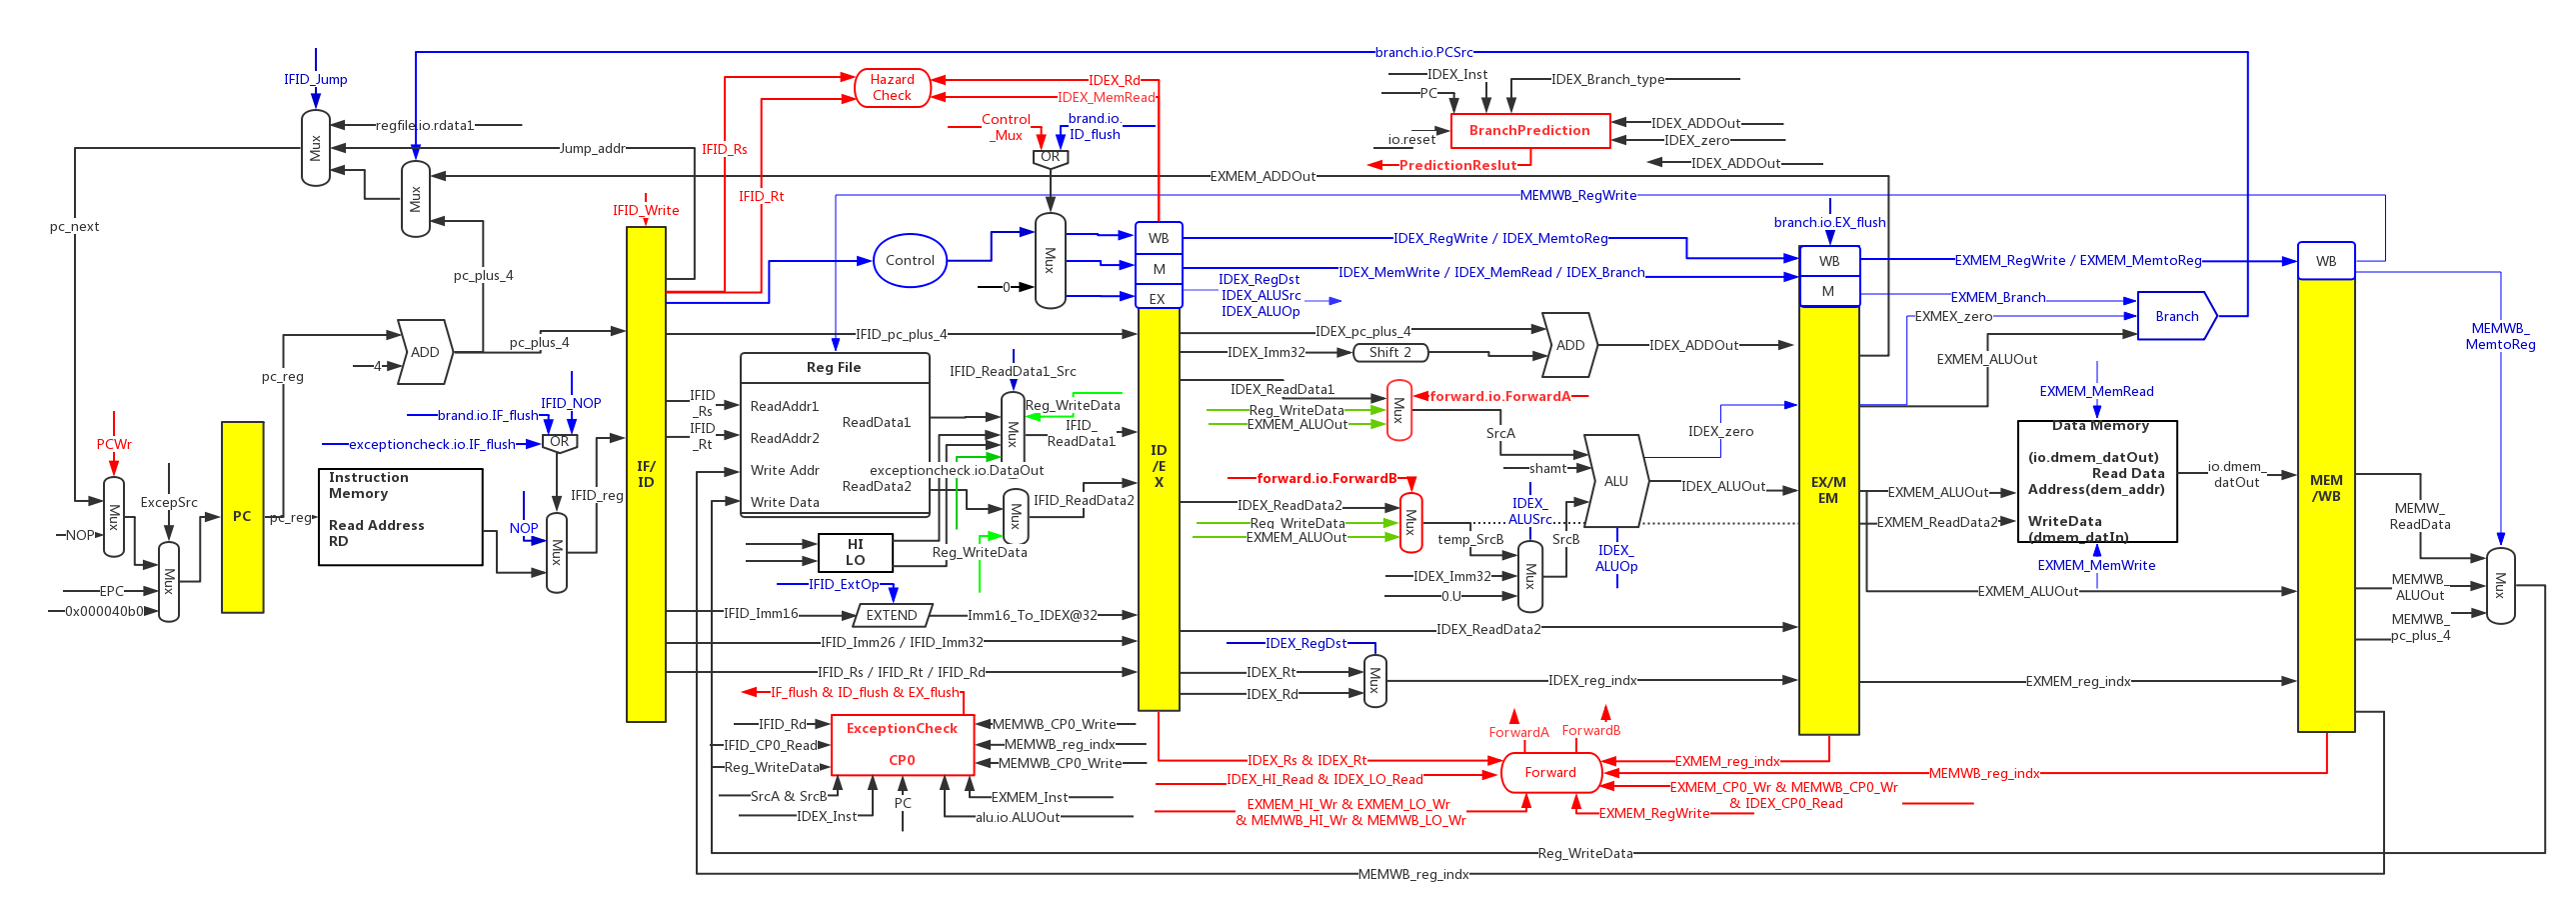 branch.io.PCSrc
IFID_Jump
Mux
regfile.io.rdata1
Jump_addr
Mux
EXMEM_ADDOut
pc_next
pc_plus_4
PCWr
Mux
NOP
ExcepSrc
Mux
EPC
0x000040b0
PC
pc_reg
pc_reg
4
ADD
pc_plus_4
Instruction
Memory
Read Address
RD
brand.io.IF_flush
IFID_NOP
exceptioncheck.io.IF_flush
OR
NOP
Mux
IFID_reg
IFID_Write
IF/
ID
IFID_Rs
IFID_Rt
Hazard
Check
IDEX_Rd
IDEX_MemRead
Control
_Mux
brand.io.
ID_flush
OR
MEMWB_RegWrite
Control
Mux
0
WB
M
EX
IFID_pc_plus_4
Reg File
ReadAddr1
ReadData1
ReadAddr2
Write Addr
ReadData2
Write Data
IFID
_Rs
IFID
_Rt
IFID_ReadData1_Src
Reg_WriteData
Mux
IFID_
ReadData1
exceptioncheck.io.DataOut
IFID_ReadData2
Mux
Reg_WriteData
HI
LO
IFID_ExtOp
IFID_Imm16
EXTEND
Imm16_To_IDEX@32
IFID_Imm26 / IFID_Imm32
IFID_Rs / IFID_Rt / IFID_Rd
IF_flush & ID_flush & EX_flush
ExceptionCheck
CP0
IFID_Rd
IFID_CP0_Read
Reg_WriteData
MEMWB_CP0_Write
MEMWB_reg_indx
MEMWB_CP0_Write
SrcA & SrcB
IDEX_Inst
PC
EXMEM_Inst
alu.io.ALUOut
ID
/E
X
IDEX_Inst
PC
IDEX_Branch_type
io.reset
BranchPrediction
IDEX_ADDOut
IDEX_zero
PredictionReslut
IDEX_ADDOut
IDEX_RegWrite / IDEX_MemtoReg
IDEX_MemWrite / IDEX_MemRead / IDEX_Branch
IDEX_RegDst
IDEX_ALUSrc
IDEX_ALUOp
IDEX_pc_plus_4
IDEX_Imm32
Shift 2
ADD
IDEX_ADDOut
IDEX_ReadData1
Reg_WriteData
EXMEM_ALUOut
Mux
forward.io.ForwardA
SrcA
shamt
ALU
IDEX_zero
IDEX_ALUOut
forward.io.ForwardB
IDEX_ReadData2
Reg_WriteData
EXMEM_ALUOut
Mux
temp_SrcB
IDEX_
ALUSrc
SrcB
IDEX_
ALUOp
IDEX_Imm32
0.U
Mux
IDEX_ReadData2
IDEX_RegDst
IDEX_Rt
IDEX_Rd
Mux
IDEX_reg_indx
ForwardA
ForwardB
Forward
IDEX_Rs & IDEX_Rt
IDEX_HI_Read & IDEX_LO_Read
EXMEM_HI_Wr & EXMEM_LO_Wr
& MEMWB_HI_Wr & MEMWB_LO_Wr
EXMEM_reg_indx
MEMWB_reg_indx
EXMEM_CP0_Wr & MEMWB_CP0_Wr
& IDEX_CP0_Read
EXMEM_RegWrite
branch.io.EX_flush
WB
M
EX/M
EM
EXMEM_RegWrite / EXMEM_MemtoReg
EXMEM_Branch
EXMEX_zero
EXMEM_ALUOut
Branch
EXMEM_MemRead
Data Memory
(io.dmem_datOut)
Read Data
Address(dem_addr)
WriteData
(dmem_datIn)
EXMEM_ALUOut
EXMEM_ReadData2
EXMEM_MemWrite
io.dmem_
datOut
EXMEM_ALUOut
EXMEM_reg_indx
WB
MEM
/WB
MEMWB_
MemtoReg
MEMW_
ReadData
MEMWB_
ALUOut
MEMWB_
pc_plus_4
Mux
Reg_WriteData
MEMWB_reg_indx